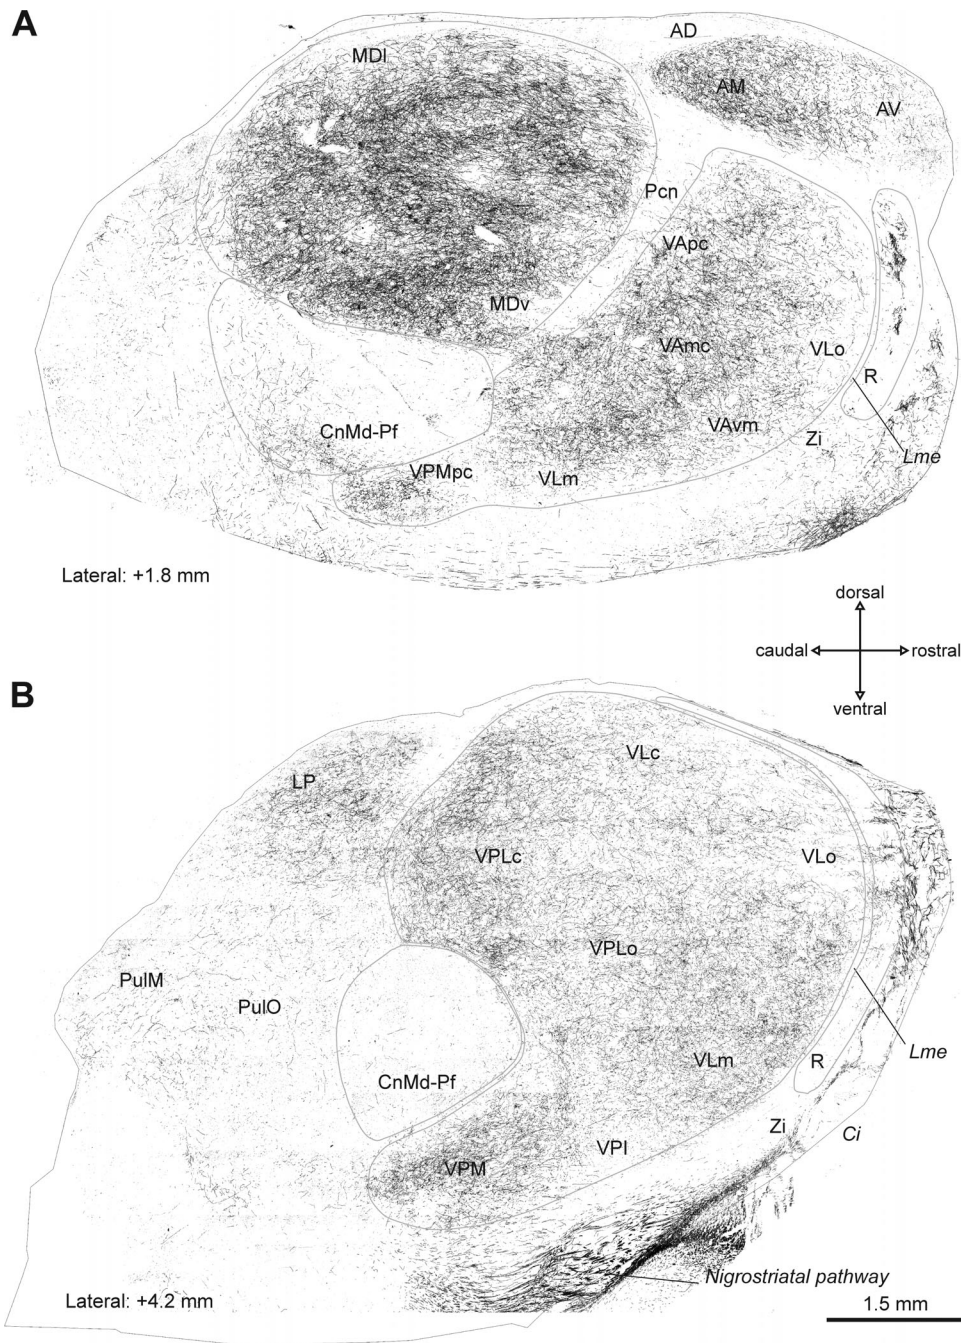 A
AD
MDl
AM
AV
Pcn
VApc
MDv
VAmc
VLo
R
CnMd-Pf
VAvm
Zi
Lme
VPMpc
VLm
Lateral: +1.8 mm
dorsal
caudal
rostral
ventral
B
VLc
LP
VPLc
VLo
VPLo
PulM
PulO
Lme
VLm
R
CnMd-Pf
Zi
Ci
VPI
VPM
Nigrostriatal pathway
Lateral: +4.2 mm
1.5 mm